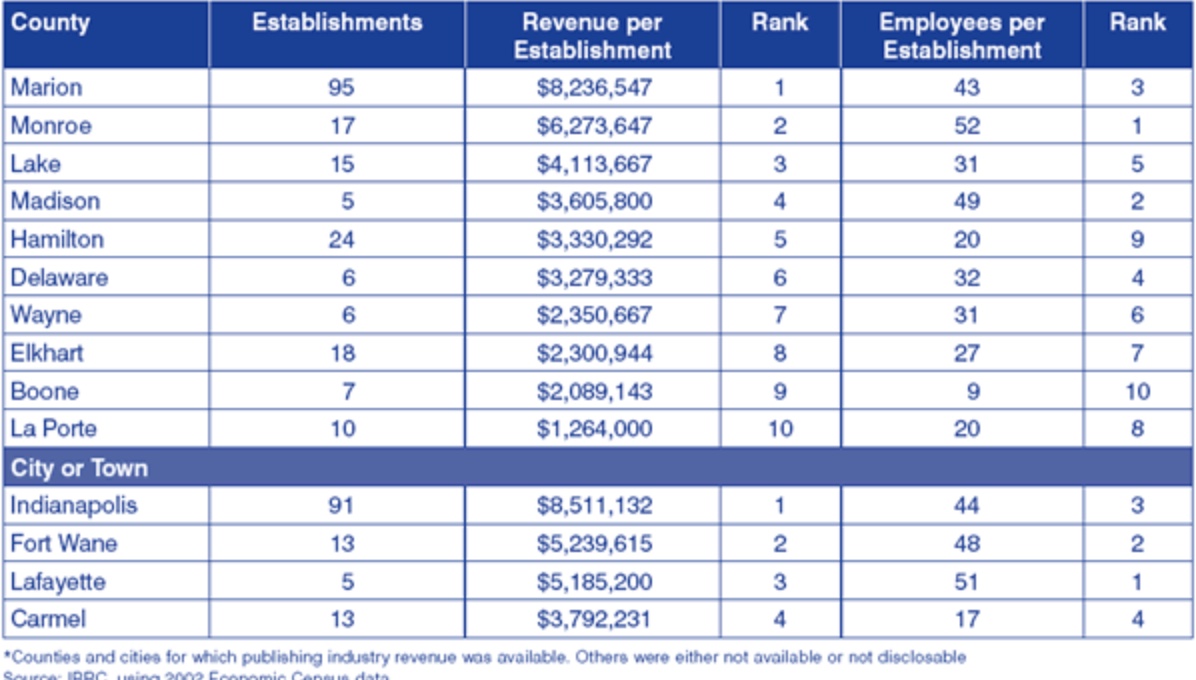 County Establishments Revenue per Establishment Rank Employees per Establishment Rank
Marion 95 $8,236,547 1 43 3
Monroe 17 $6,273,647 2 52 1
Lake 15 $4,113,667 3 31 5
Madison 5 $3,605,800 4 49 2
Hamilton 24 $3,330,292 5 20 9
Delaware 6 $3,279,333 6 32 4
Wayne 6 $2,350,667 7 31 6
Elkhart 18 $2,300,944 8 27 7
Boone 7 $2,089,143 9 9 10
La Porte 10 $1,264,000 10 20 8
City or Town
Indianapolis 91 $8,511,132 1 44 3
Fort Wane 13 $5,239,615 2 48 2
Lafayette 5 $5,185,200 3 51 1
Carmel 13 $3,792,231 4 17 4
*Counties and cities for which publishing industry revenue was available. Others were either not available or not disclosable
Source: IBRC, using 2002 Economic Census data